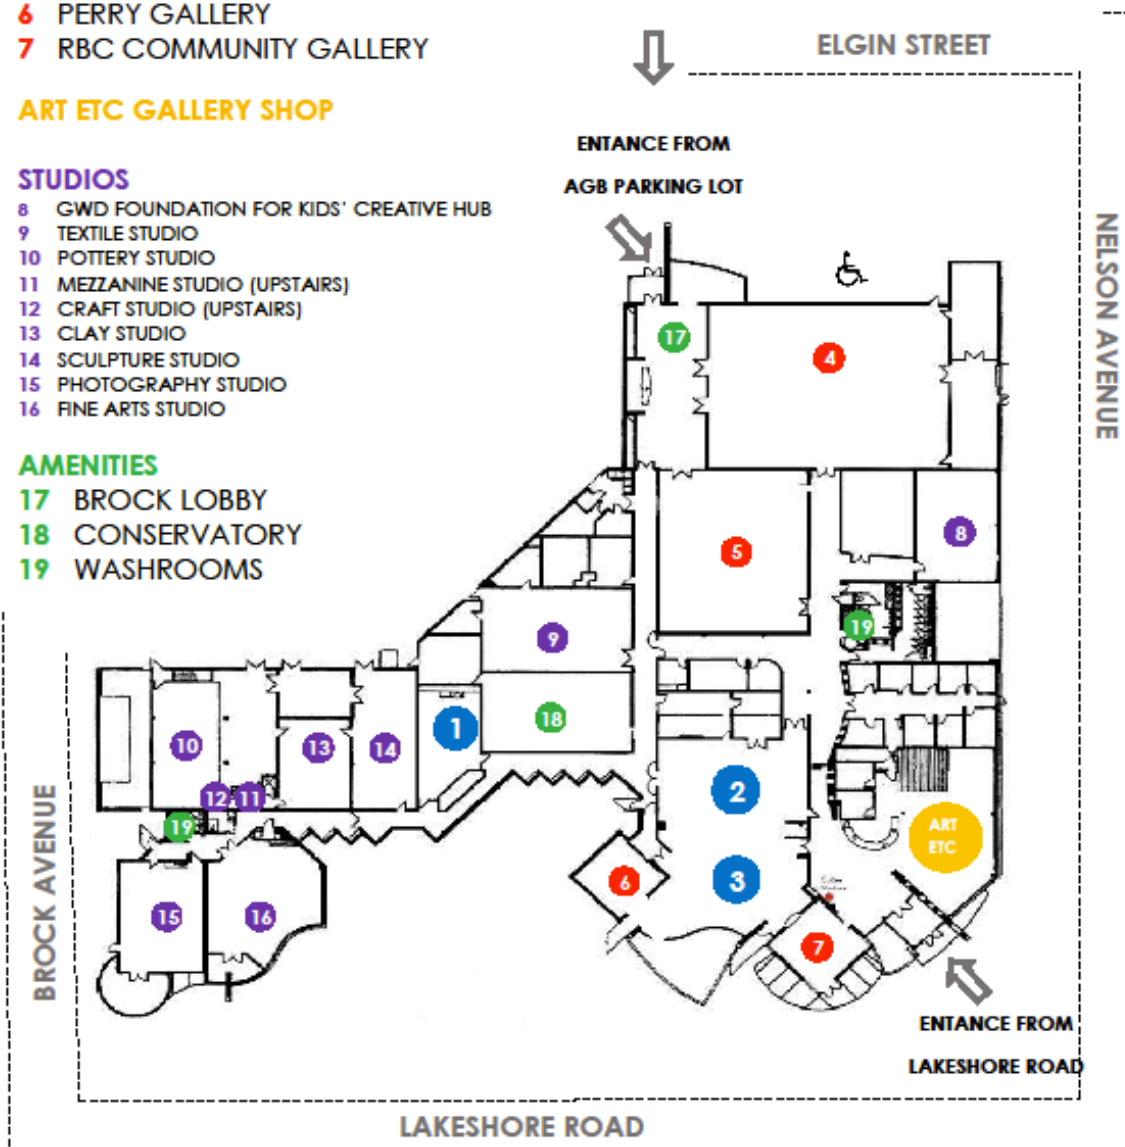 6 PERRY GALLERY
7 RBC COMMUNITY GALLERY
ART ETC GALLERY SHOP
STUDIOS
8 GWD FOUNDATION FOR KIDS' CREATIVE HUB
9 TEXTILE STUDIO
10 POTTERY STUDIO
11 MEZZANINE STUDIO (UPSTAIRS)
12 CRAFT STUDIO (UPSTAIRS)
13 CLAY STUDIO
14 SCULPTURE STUDIO
15 PHOTOGRAPHY STUDIO
16 FINE ARTS STUDIO
AMENITIES
17 BROCK LOBBY
18 CONSERVATORY
19 WASHROOMS
ELGIN STREET
ENTANCE FROM
AGB PARKING LOT
NELSON AVENUE
17
4
5
8
9
19
18
1
10
13
14
12
11
2
19
ART
ETC
3
6
15
16
7
BROCK AVENUE
ENTANCE FROM
LAKESHORE ROAD
LAKESHORE ROAD